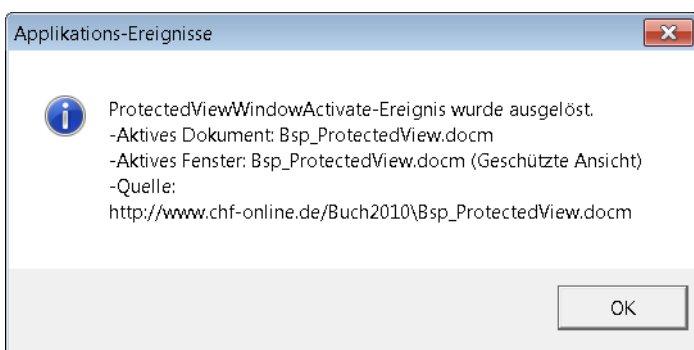 Applikations-Ereignisse
ProtectedViewWindowActivate-Ereignis wurde ausgelöst.
-Aktives Dokument: Bsp_ProtectedView.docm
-Aktives Fenster: Bsp_ProtectedView.docm (Geschützte Ansicht)
-Quelle:
http://www.chf-online.de/Buch2010\Bsp_ProtectedView.docm
OK